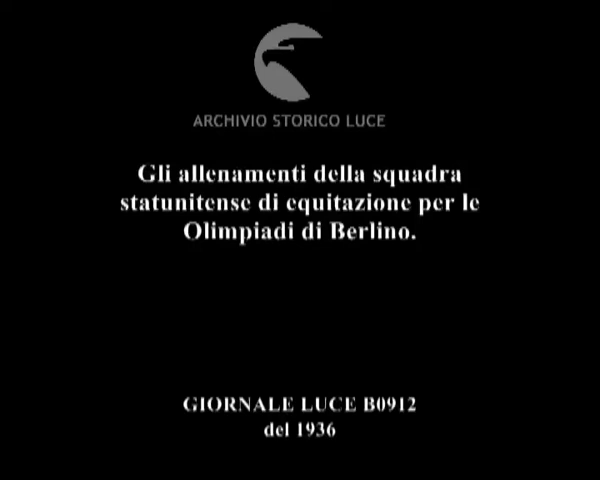 ARCHIVIO STORICO LUCE
Gli allenamenti della squadra
statunitense di equitazione per le
Olimpiadi di Berlino.
GIORNALE LUCE B0912
del 1936